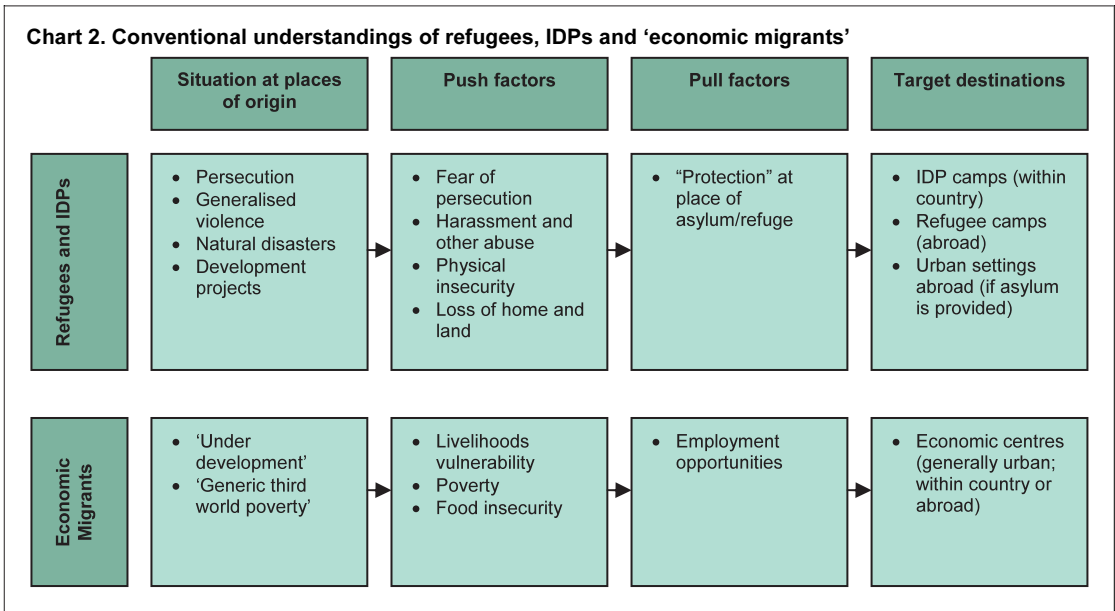 Chart 2. Conventional understandings of refugees, IDPs and ‘economic migrants’
Situation at places
of origin
Push factors
Pull factors
Target destinations
Refugees and IDPs
• Persecution
• Generalised
violence
• Natural disasters
• Development
projects
• Fear of
persecution
• Harassment and
other abuse
• Physical
insecurity
• Loss of home and
land
• “Protection” at
place of
asylum/refuge
• IDP camps (within
country)
• Refugee camps
(abroad)
• Urban settings
abroad (if asylum
is provided)
Economic
Migrants
• ‘Under
development’
• ‘Generic third
world poverty’
• Livelihoods
vulnerability
• Poverty
• Food insecurity
• Employment
opportunities
• Economic centres
(generally urban;
within country or
abroad)